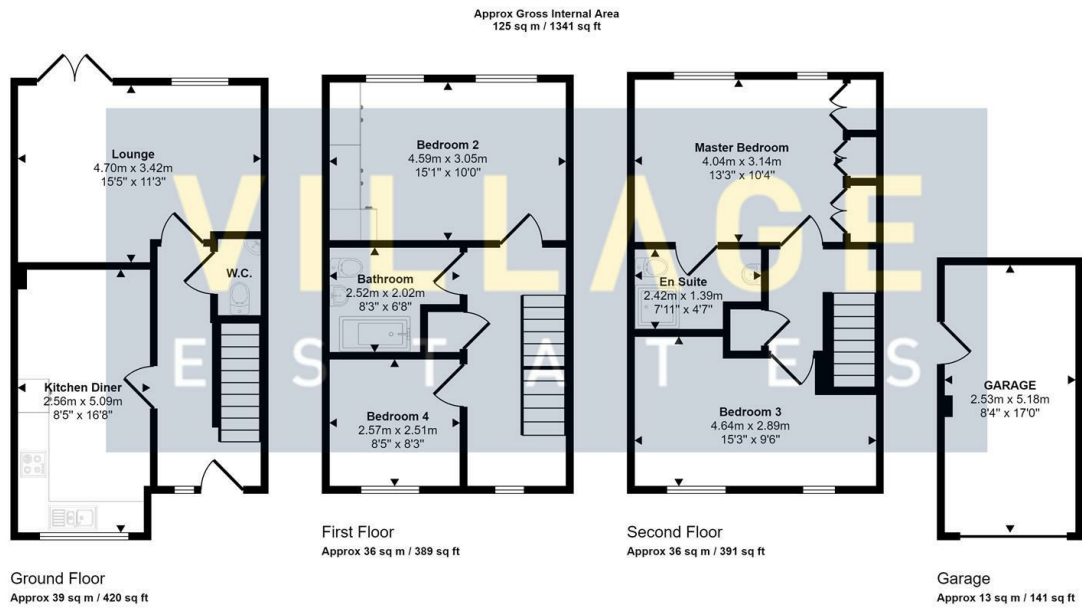 Approx Gross Internal Area
125 sq m / 1341 sq ft
Lounge
4.70m x 3.42m
15'5" x 11'3"
W.C.
Kitchen Diner
2.56m x 5.09m
8'5" x 16'8"
Ground Floor
Approx 39 sq m / 420 sq ft
Bedroom 2
4.59m x 3.05m
15'1" x 10'0"
Bathroom
2.52m x 2.02m
8'3" x 6'8"
Bedroom 4
2.57m x 2.51m
8'5" x 8'3"
First Floor
Approx 36 sq m / 389 sq ft
Master Bedroom
4.04m x 3.14m
13'3" x 10'4"
En Suite
2.42m x 1.39m
7'11" x 4'7"
Bedroom 3
4.64m x 2.89m
15'3" x 9'6"
Second Floor
Approx 36 sq m / 391 sq ft
GARAGE
2.53m x 5.18m
8'4" x 17'0"
Garage
Approx 13 sq m / 141 sq ft
VILLAGE
ESTATES